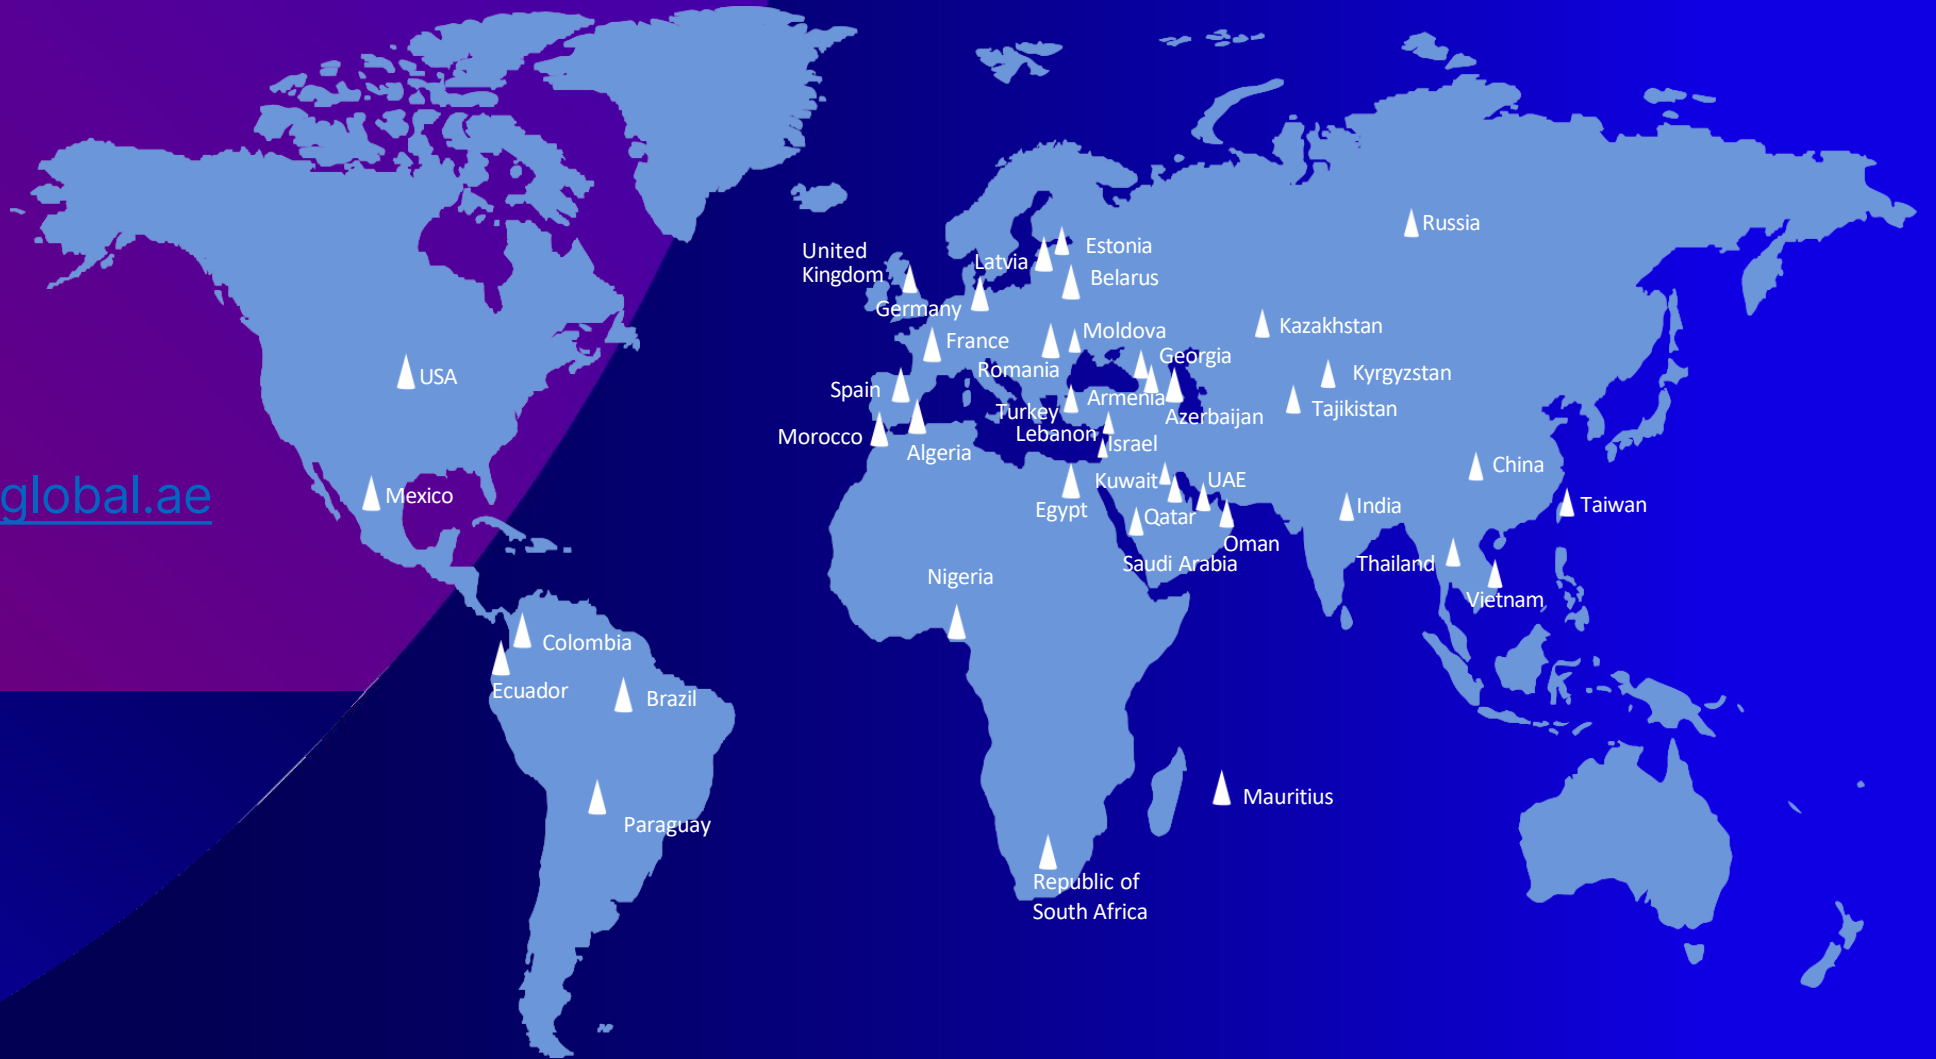 Russia
United
Kingdom
Estonia
Latvia
Belarus
Germany
Kazakhstan
Moldova
France
Georgia
Romania
Kyrgyzstan
USA
Spain
Armenia
Tajikistan
Turkey
Azerbaijan
Lebanon
Morocco
Israel
Algeria
China
Kuwait
UAE
global.ae
Mexico
Taiwan
India
Egypt
Qatar
Oman
Saudi Arabia
Thailand
Nigeria
Vietnam
Colombia
Ecuador
Brazil
Mauritius
Paraguay
Republic of
South Africa